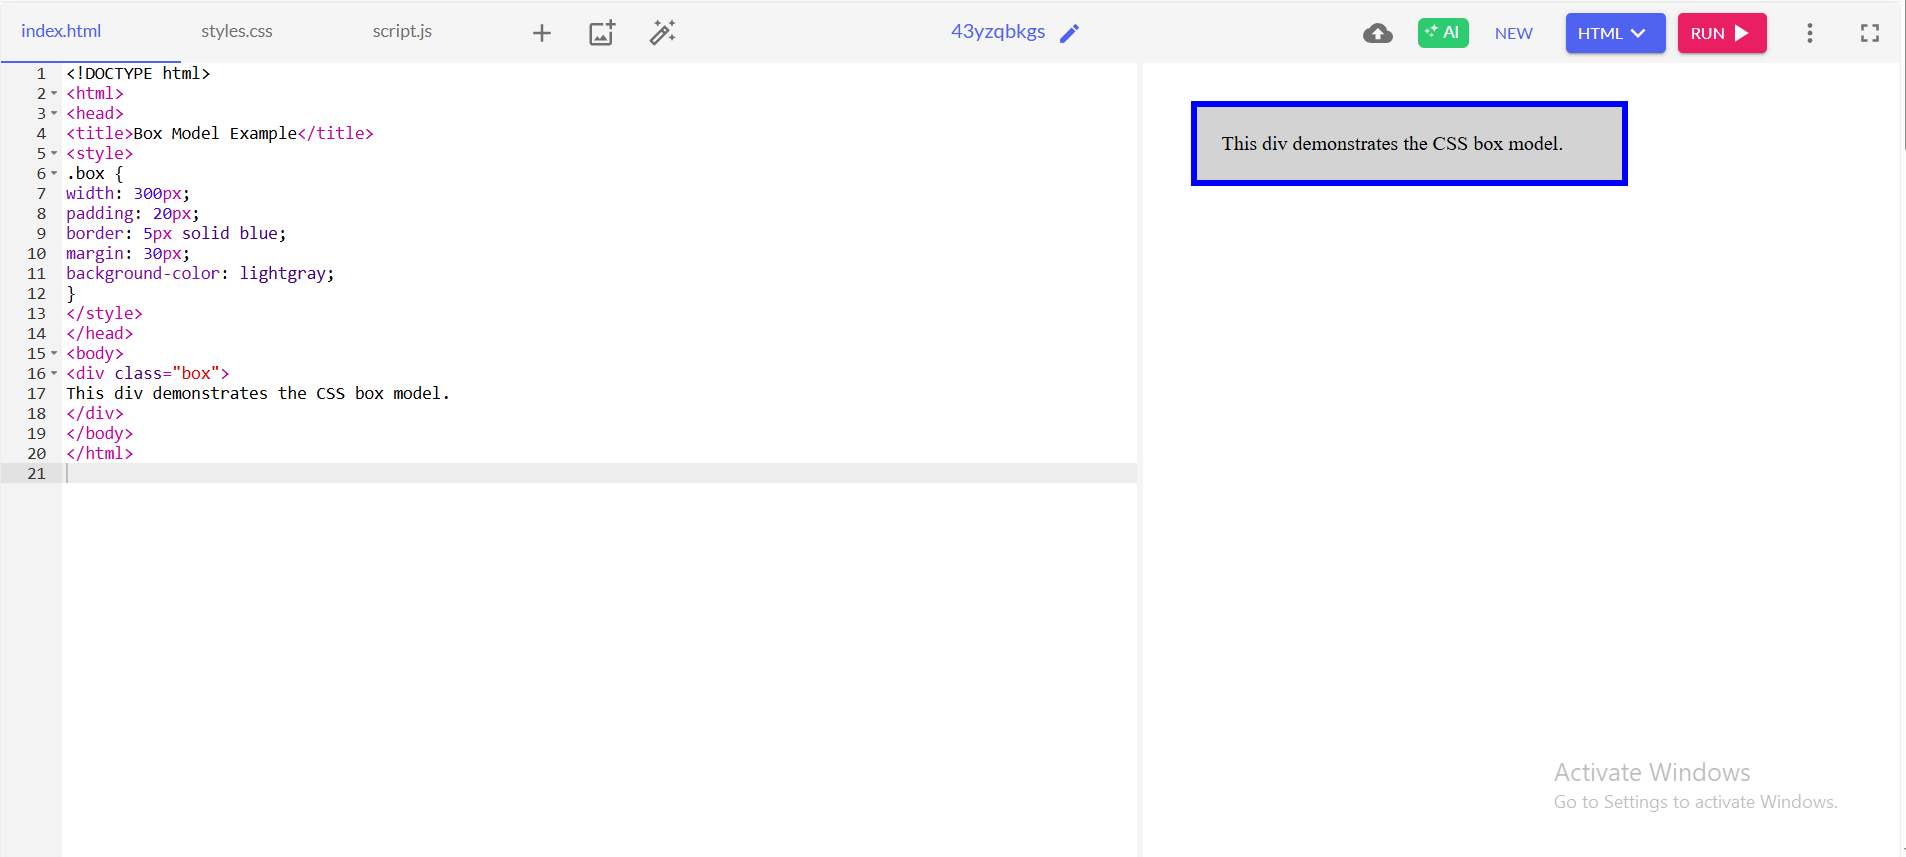 index.html styles.css script.js 43yzqbkgs AI NEW HTML RUN
1 <!DOCTYPE html>
2 <html>
3 <head>
4 <title>Box Model Example</title>
5 <style>
6 .box {
7 width: 300px;
8 padding: 20px;
9 border: 5px solid blue;
10 margin: 30px;
11 background-color: lightgray;
12 }
13 </style>
14 </head>
15 <body>
16 <div class="box">
17 This div demonstrates the CSS box model.
18 </div>
19 </body>
20 </html>
21
This div demonstrates the CSS box model.
Activate Windows
Go to Settings to activate Windows.